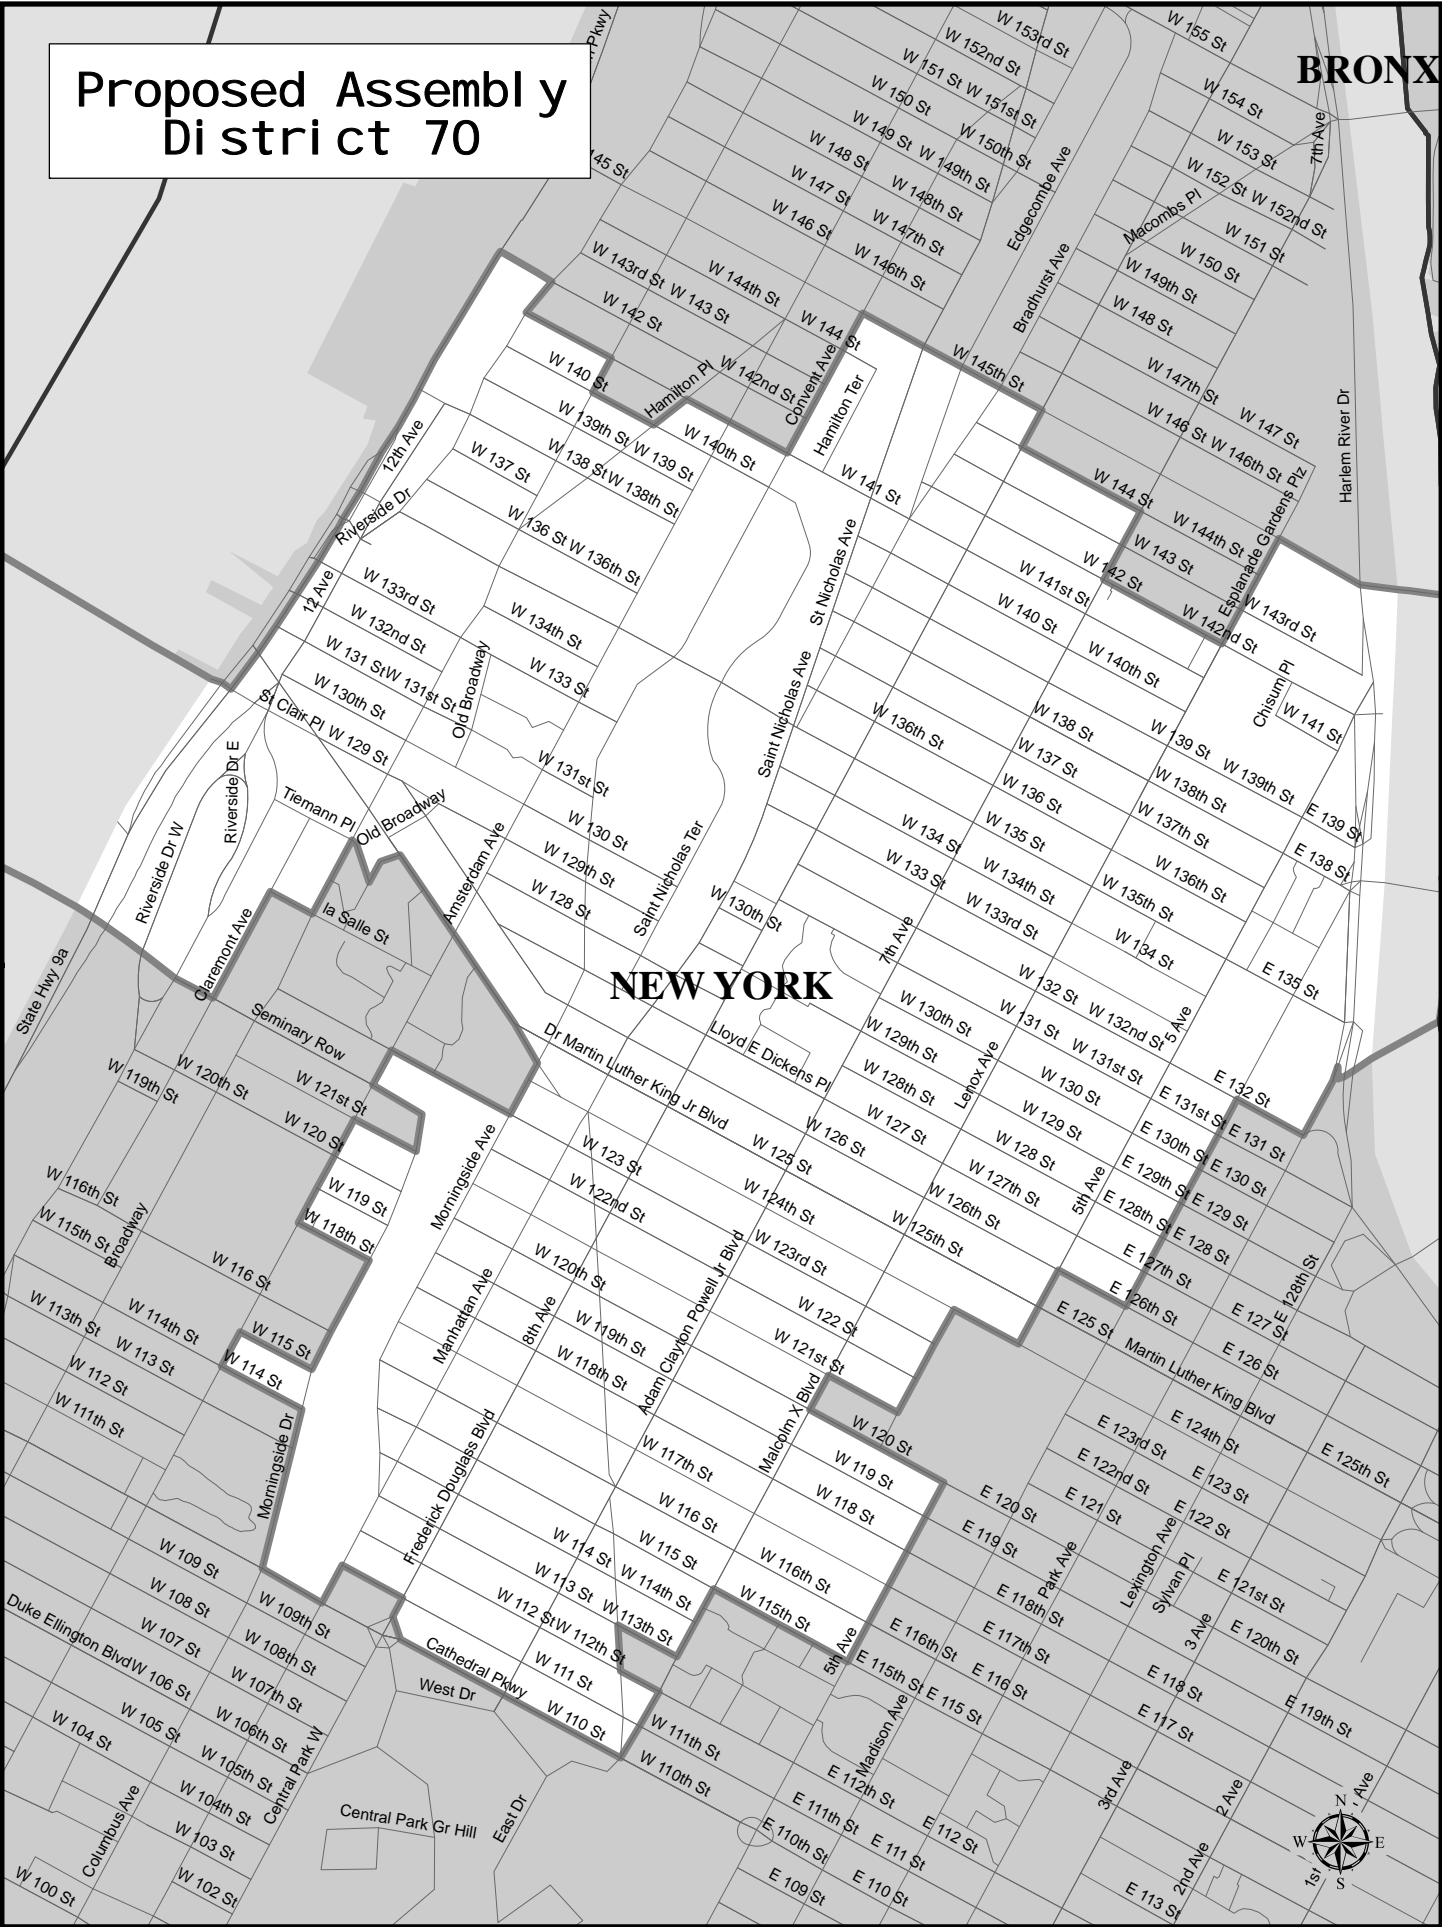 Proposed Assembly
District 70
BRONX
NEW YORK
Pkwy
W 155 St
W 153rd St
W 152nd St
W 151 St
W 151st St
W 154 St
W 150 St
W 150th St
W 153 St
7th Ave
W 149 St
W 149th St
W 152 St
W 152nd St
W 148 St
W 148th St
Edgecombe Ave
Macombs Pl
W 151 St
145 St
W 147 St
W 147th St
W 150 St
W 146 St
W 146th St
W 149th St
W 143rd St
W 144th St
Bradhurst Ave
W 148 St
W 142 St
W 143 St
W 144 St
W 145th St
W 147th St
W 147 St
W 140 St
Hamilton Pl
W 142nd St
Convent Ave
Hamilton Ter
W 146 St
W 146th St
Harlem River Dr
12th Ave
W 139th St
W 139 St
W 140th St
W 141 St
W 144 St
W 144th St
Esplanade Gardens Plz
W 137 St
W 138 St
W 138th St
W 143 St
Riverside Dr
W 136 St
W 136th St
St Nicholas Ave
W 141st St
W 142 St
W 142nd St
W 143rd St
12 Ave
W 133rd St
W 134th St
W 140 St
W 140th St
W 132nd St
W 133 St
Chisum Pl
W 141 St
W 131 St
W 131st St
Old Broadway
Saint Nicholas Ave
W 130th St
W 136th St
W 138 St
W 139 St
W 139th St
E 139 St
St Clair Pl
W 129 St
W 131st St
W 137 St
W 138th St
Riverside Dr E
Tiemann Pl
Old Broadway
W 130 St
W 136 St
W 137th St
E 138 St
Riverside Dr W
Amsterdam Ave
W 129th St
Saint Nicholas Ter
W 134 St
W 135 St
W 136th St
W 128 St
W 133 St
W 134th St
W 135th St
W 130th St
W 133rd St
W 134 St
7th Ave
la Salle St
Claremont Ave
State Hwy 9a
E 135 St
W 132 St
W 132nd St
5 Ave
Seminary Row
Dr Martin Luther King Jr Blvd
Lloyd E Dickens Pl
W 130th St
W 131 St
W 131st St
W 129th St
Lenox Ave
W 119th St
W 120th St
W 121st St
W 120 St
W 128th St
W 130 St
E 132 St
E 131st St
E 131 St
W 126 St
W 127 St
W 129 St
E 130th St
E 130 St
W 125 St
W 128 St
E 129th St
E 129 St
W 116th St
W 119 St
Morningside Ave
W 123 St
W 124th St
W 127th St
5th Ave
E 128th St
E 128 St
W 115th St
Broadway
W 118th St
W 122nd St
W 126th St
W 125th St
E 127th St
E 127 St
E 128th St
W 116 St
W 120th St
W 123rd St
Adam Clayton Powell Jr Blvd
E 126th St
E 126 St
W 113th St
W 114th St
Manhattan Ave
8th Ave
W 122 St
E 125 St
Martin Luther King Blvd
W 113 St
W 115 St
W 119th St
W 121st St
W 112 St
W 114 St
W 118th St
Malcolm X Blvd
W 111th St
Morningside Dr
Frederick Douglass Blvd
W 117th St
W 120 St
W 119 St
E 123rd St
E 124th St
E 125th St
W 118 St
E 122nd St
E 123 St
W 116 St
E 120 St
E 121 St
E 122 St
W 114 St
W 115 St
E 119 St
Park Ave
Lexington Ave
Sylvan Pl
W 109 St
W 113 St
W 114th St
W 116th St
E 121st St
W 108 St
W 109th St
W 112 St
W 113th St
W 115th St
E 118th St
3 Ave
E 120th St
Duke Ellington Blvd
W 107 St
W 108th St
W 112th St
5th Ave
E 116th St
E 117th St
W 106 St
W 107th St
Cathedral Pkwy
W 111 St
E 115th St
E 116 St
E 118 St
E 119th St
W 105 St
W 106th St
West Dr
W 110 St
E 115 St
E 117 St
W 104 St
W 105th St
Central Park W
W 111th St
Madison Ave
W 104th St
W 110th St
E 112th St
3rd Ave
2 Ave
1st Ave
Columbus Ave
W 103 St
Central Park Gr Hill
East Dr
E 111th St
E 112 St
E 110th St
E 111 St
2nd Ave
W 100 St
W 102 St
E 109 St
E 110 St
E 113 St
N
W
E
S